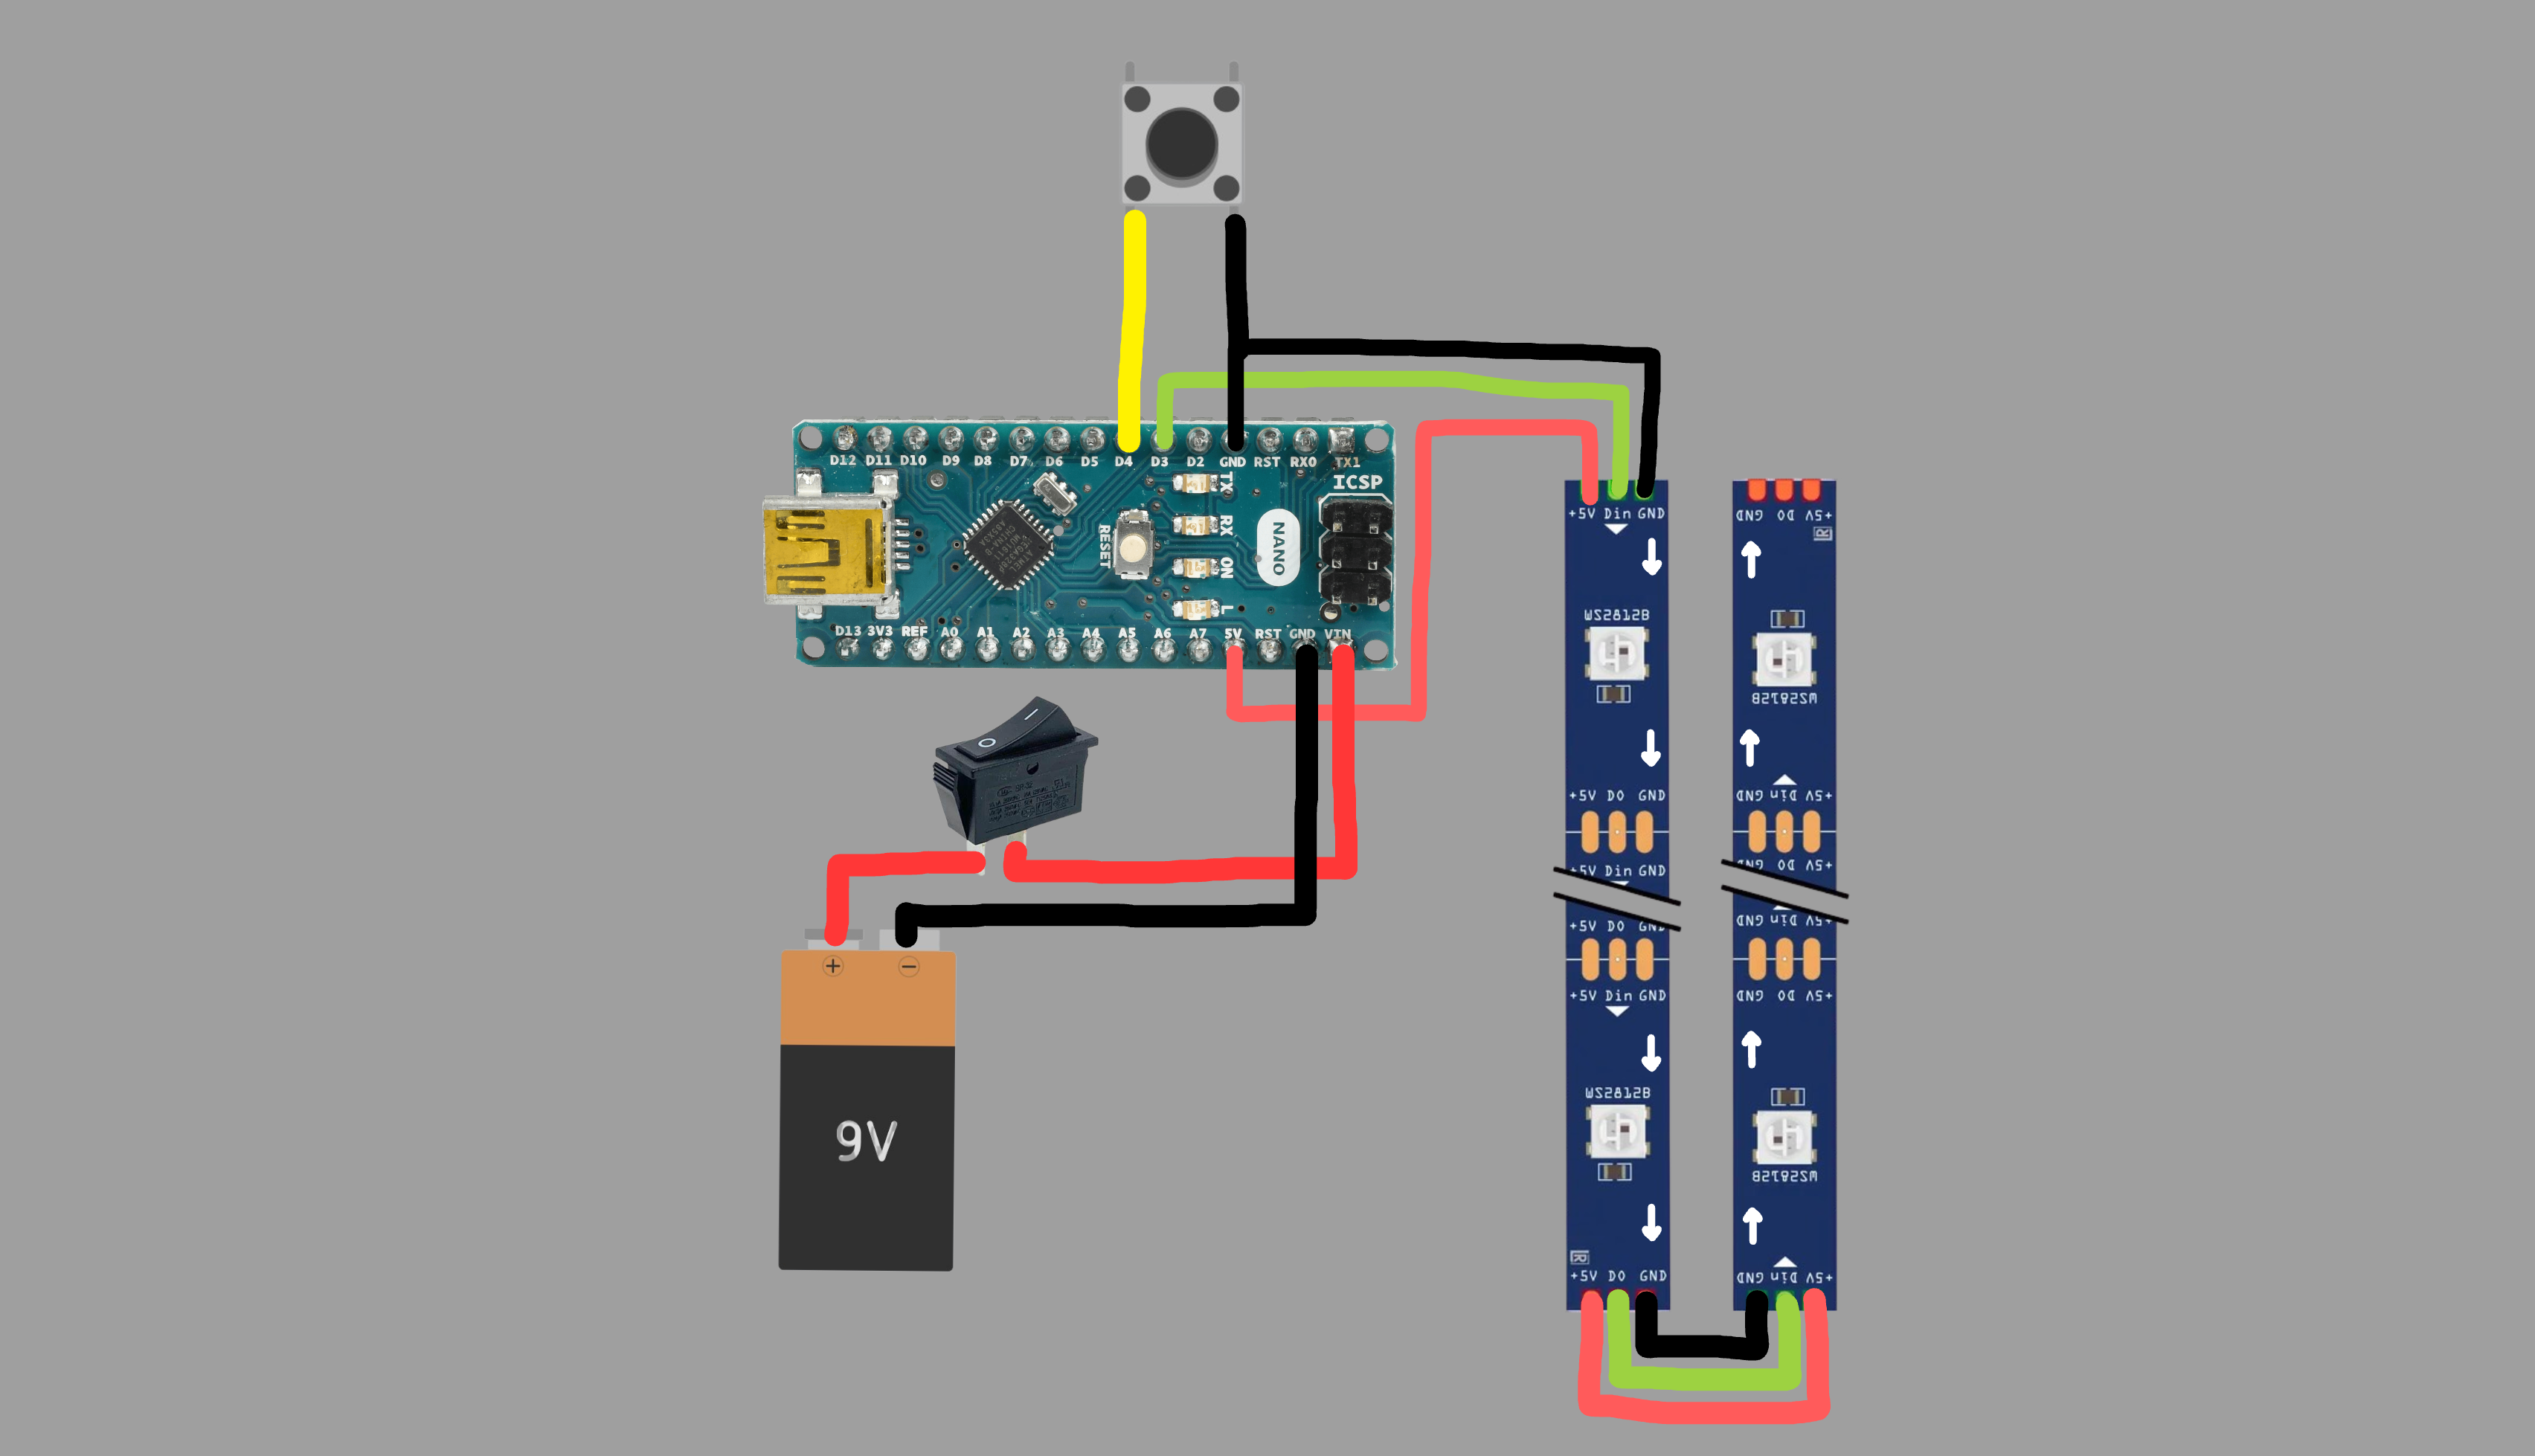 D12 D11 D10 D9 D8 D7 D6 D5 D4 D3 D2 GND RST RX0 TX1
ICSP
TX
RX
RESET
NANO
ON
L
D13 3V3 REF A0 A1 A2 A3 A4 A5 A6 A7 5V RST GND VIN
+ −
9V
+5V Din GND
WS2812B
+5V DO GND
+5V Din GND
+5V DO GND
+5V Din GND
WS2812B
R
+5V DO GND
GND DO +5V
R
WS2812B
GND Din +5V
GND DO +5V
GND Din +5V
GND DO +5V
WS2812B
GND Din +5V